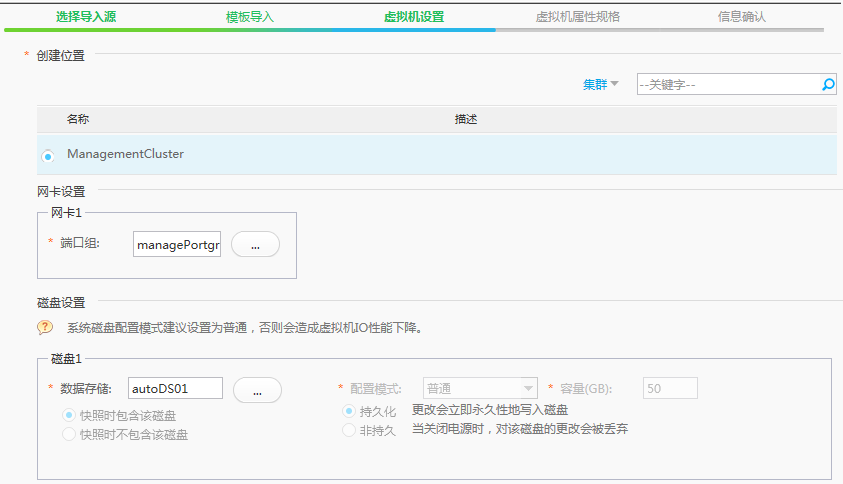 选择导入源 模板导入 虚拟机设置 虚拟机属性规格 信息确认
* 创建位置
集群 --关键字--
名称 描述
ManagementCluster
网卡设置
网卡1
* 端口组: managePortgr ...
磁盘设置
系统磁盘配置模式建议设置为普通，否则会造成虚拟机IO性能下降。
磁盘1
* 数据存储: autoDS01 ... * 配置模式: 普通 * 容量(GB): 50
快照时包含该磁盘 持久化 更改会立即永久性地写入磁盘
快照时不包含该磁盘 非持久 当关闭电源时，对该磁盘的更改会被丢弃